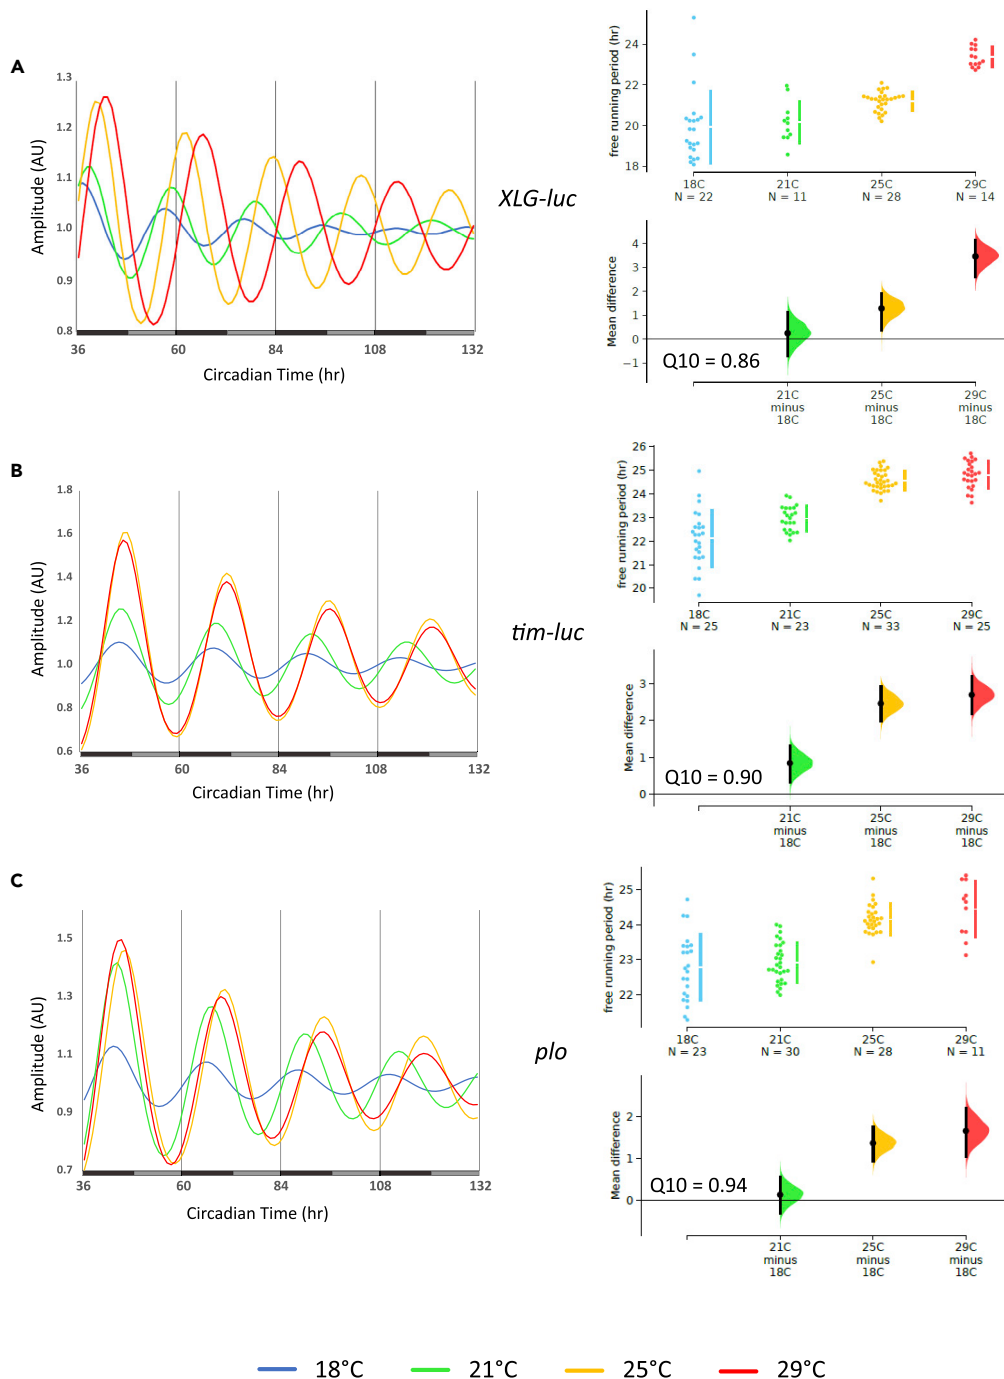 A
1.3
1.2
1.1
1.0
0.9
0.8
Amplitude (AU)
36
60
84
108
132
Circadian Time (hr)
XLG-luc
free running period (hr)
24
22
20
18
18C
N = 22
21C
N = 11
25C
N = 28
29C
N = 14
Mean difference
4
3
2
1
0
−1
Q10 = 0.86
21C
minus
18C
25C
minus
18C
29C
minus
18C
B
1.8
1.6
1.4
1.2
1.0
0.8
0.6
Amplitude (AU)
36
60
84
108
132
Circadian Time (hr)
tim-luc
free running period (hr)
26
25
24
23
22
21
20
18C
N = 25
21C
N = 23
25C
N = 33
29C
N = 25
Mean difference
3
2
1
0
Q10 = 0.90
21C
minus
18C
25C
minus
18C
29C
minus
18C
C
1.5
1.3
1.1
0.9
0.7
Amplitude (AU)
36
60
84
108
132
Circadian Time (hr)
plo
free running period (hr)
25
24
23
22
18C
N = 23
21C
N = 30
25C
N = 28
29C
N = 11
Mean difference
2
1
0
Q10 = 0.94
21C
minus
18C
25C
minus
18C
29C
minus
18C
18°C
21°C
25°C
29°C